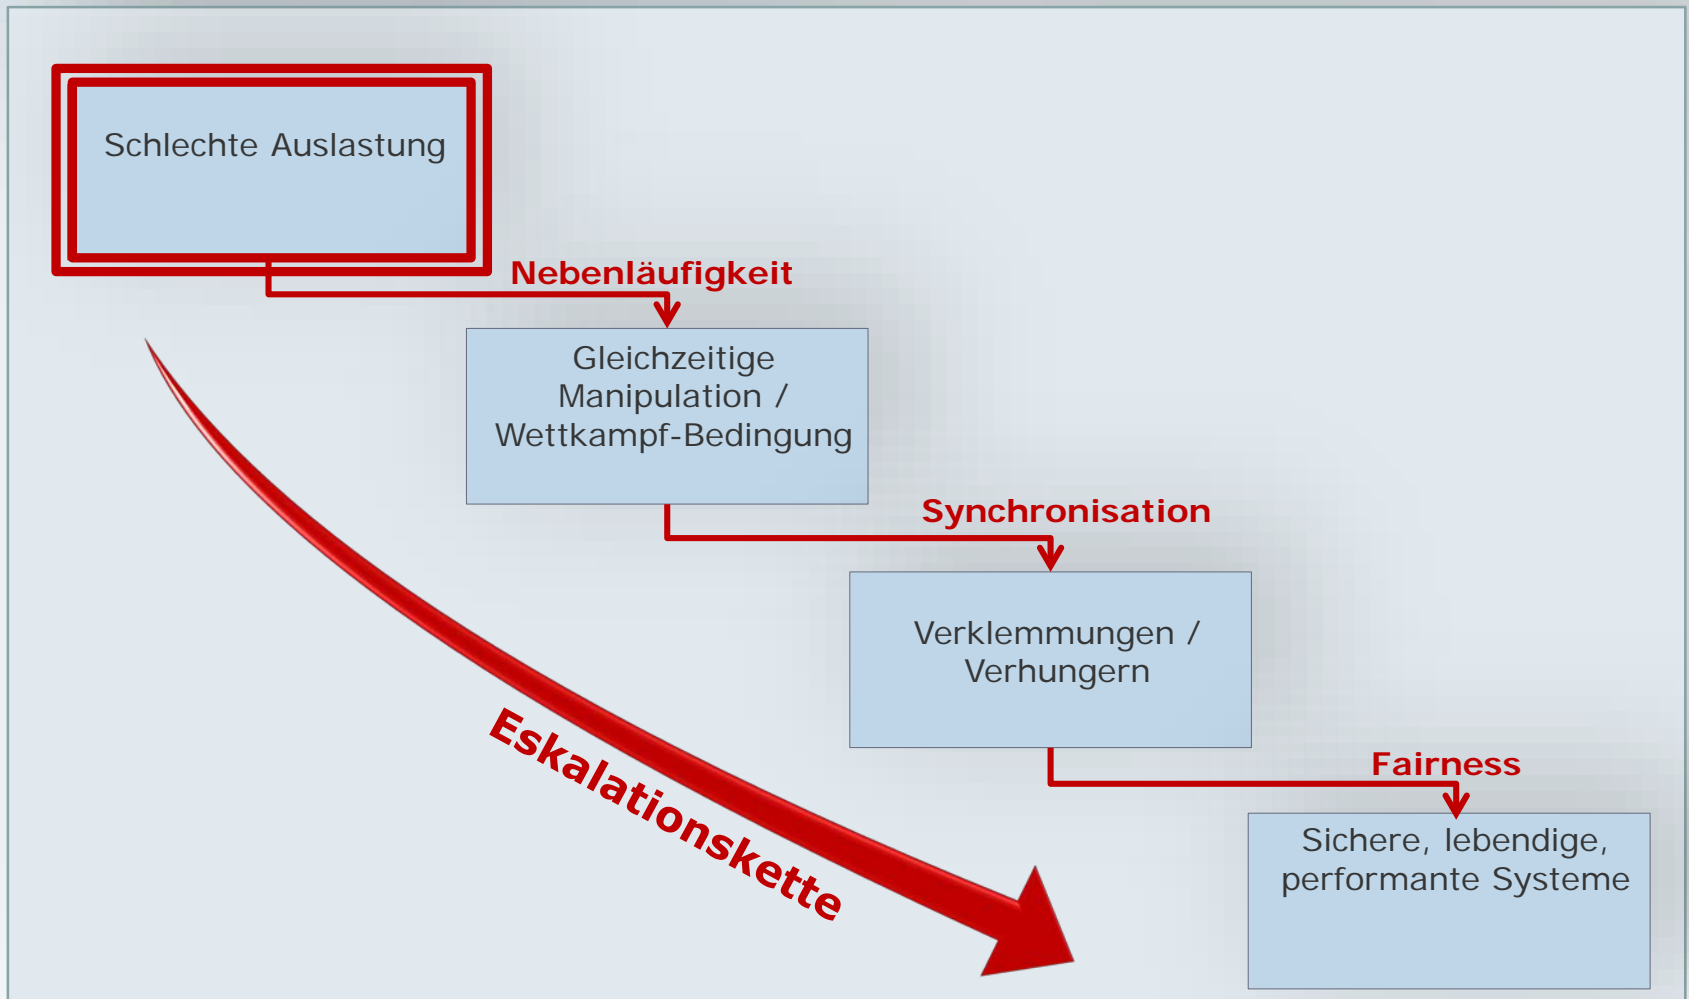 Schlechte Auslastung
Nebenläufigkeit
Gleichzeitige
Manipulation /
Wettkampf-Bedingung
Synchronisation
Verklemmungen /
Verhungern
Eskalationskette
Fairness
Sichere, lebendige,
performante Systeme